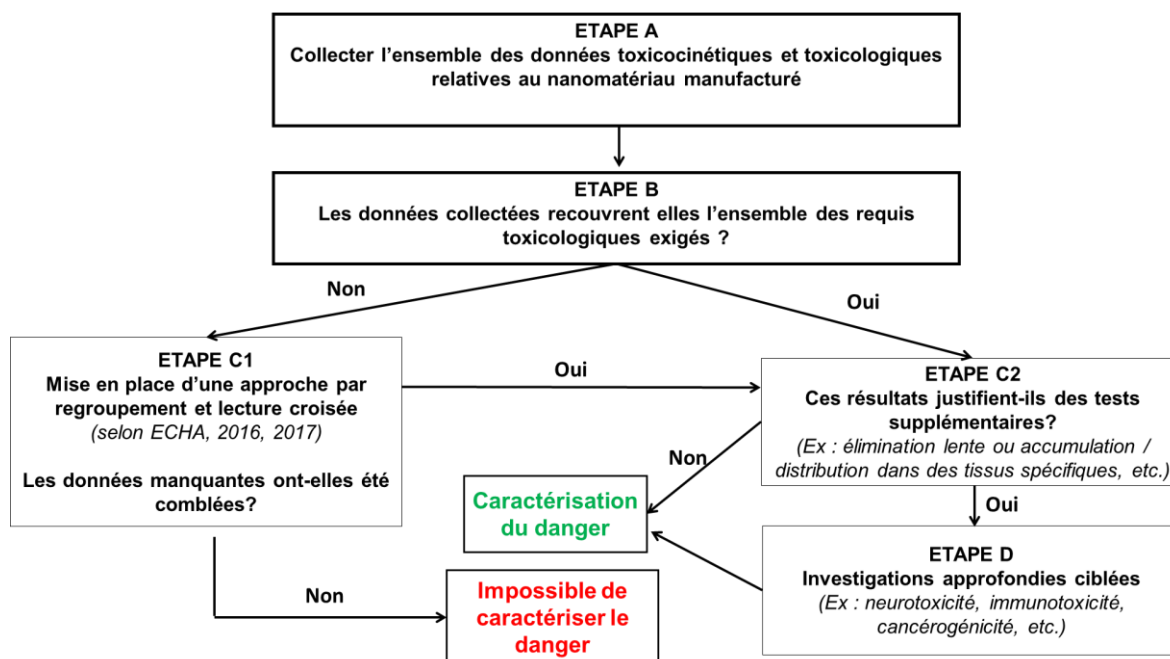 ETAPE A
Collecter l'ensemble des données toxicocinétiques et toxicologiques
relatives au nanomatériau manufacturé
ETAPE B
Les données collectées recouvrent elles l'ensemble des requis
toxicologiques exigés ?
Non
Oui
ETAPE C1
Mise en place d'une approche par
regroupement et lecture croisée
(selon ECHA, 2016, 2017)
Les données manquantes ont-elles été
comblées?
Oui
ETAPE C2
Ces résultats justifient-ils des tests
supplémentaires?
(Ex : élimination lente ou accumulation /
distribution dans des tissus spécifiques, etc.)
Non
Oui
Caractérisation
du danger
ETAPE D
Investigations approfondies ciblées
(Ex : neurotoxicité, immunotoxicité,
cancérogénicité, etc.)
Non
Impossible de
caractériser le
danger